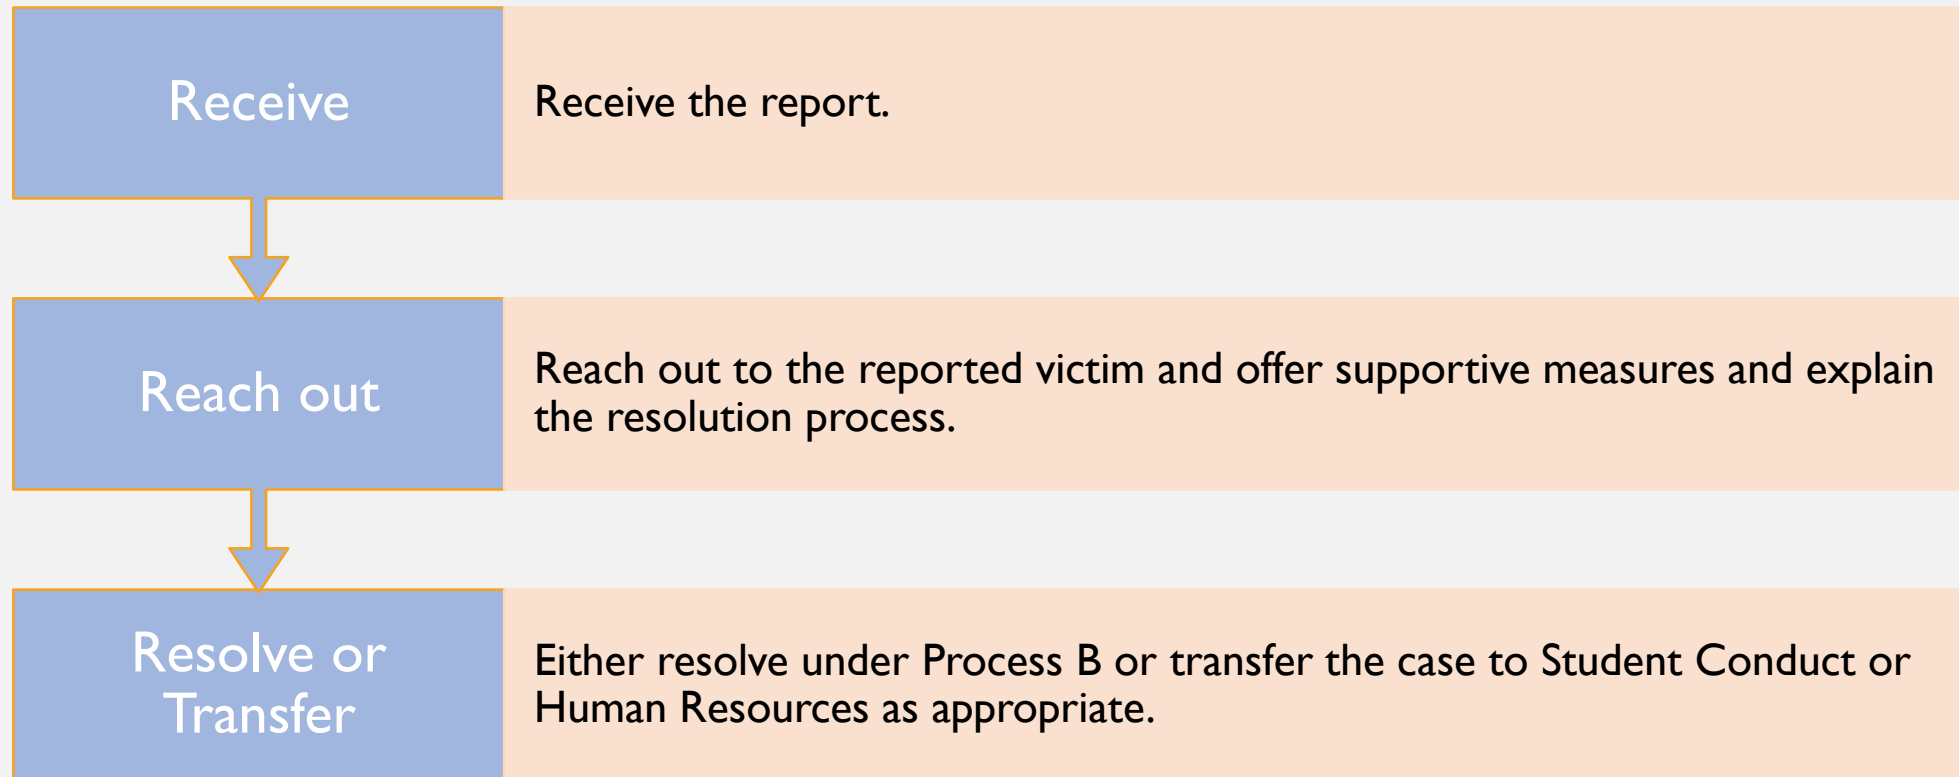 Receive
Receive the report.
Reach out
Reach out to the reported victim and offer supportive measures and explain
the resolution process.
Resolve or
Transfer
Either resolve under Process B or transfer the case to Student Conduct or
Human Resources as appropriate.